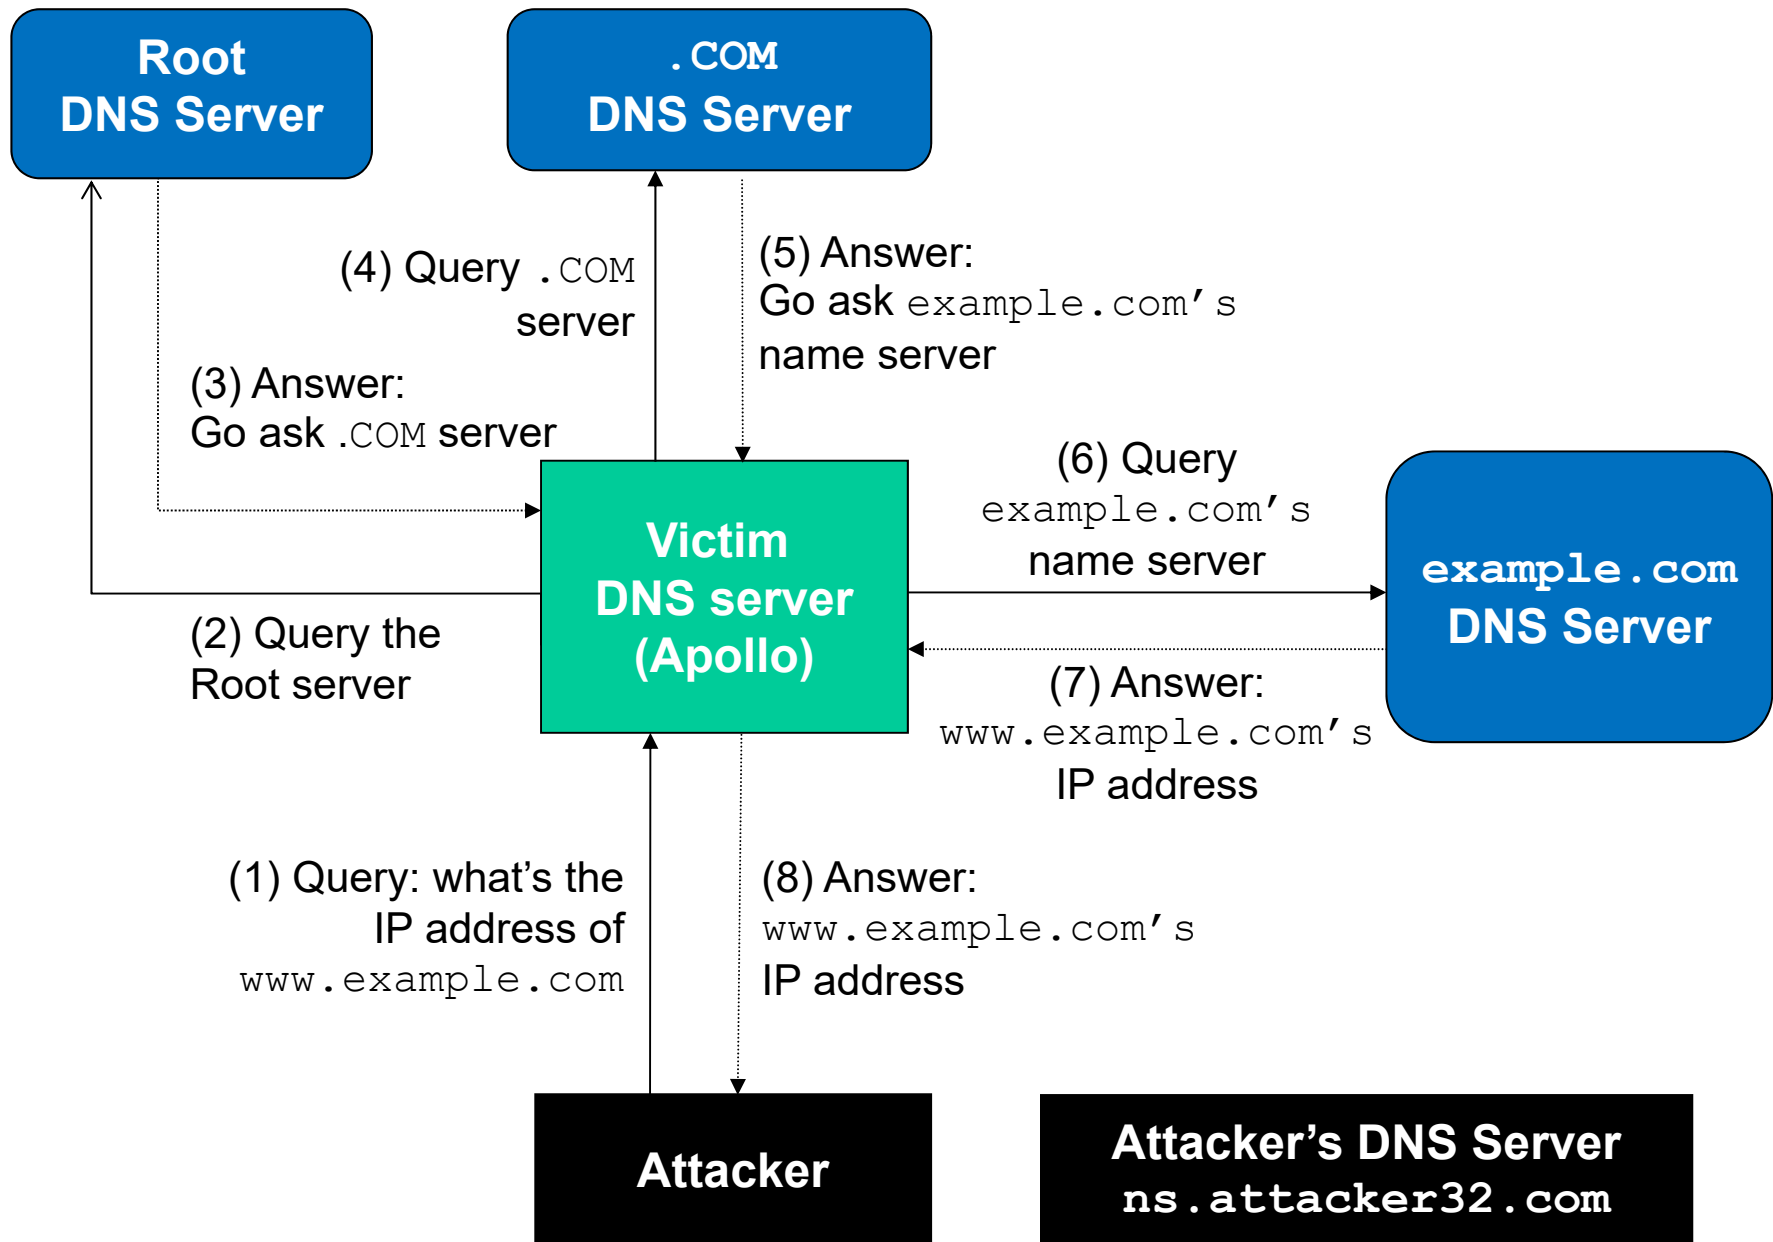 Root
DNS Server
.COM
DNS Server
(4) Query .COM
server
(5) Answer:
Go ask example.com’s
name server
(3) Answer:
Go ask .COM server
(6) Query
example.com’s
name server
Victim
DNS server
(Apollo)
example.com
DNS Server
(2) Query the
Root server
(7) Answer:
www.example.com’s
IP address
(1) Query: what’s the
IP address of
www.example.com
(8) Answer:
www.example.com’s
IP address
Attacker
Attacker’s DNS Server
ns.attacker32.com